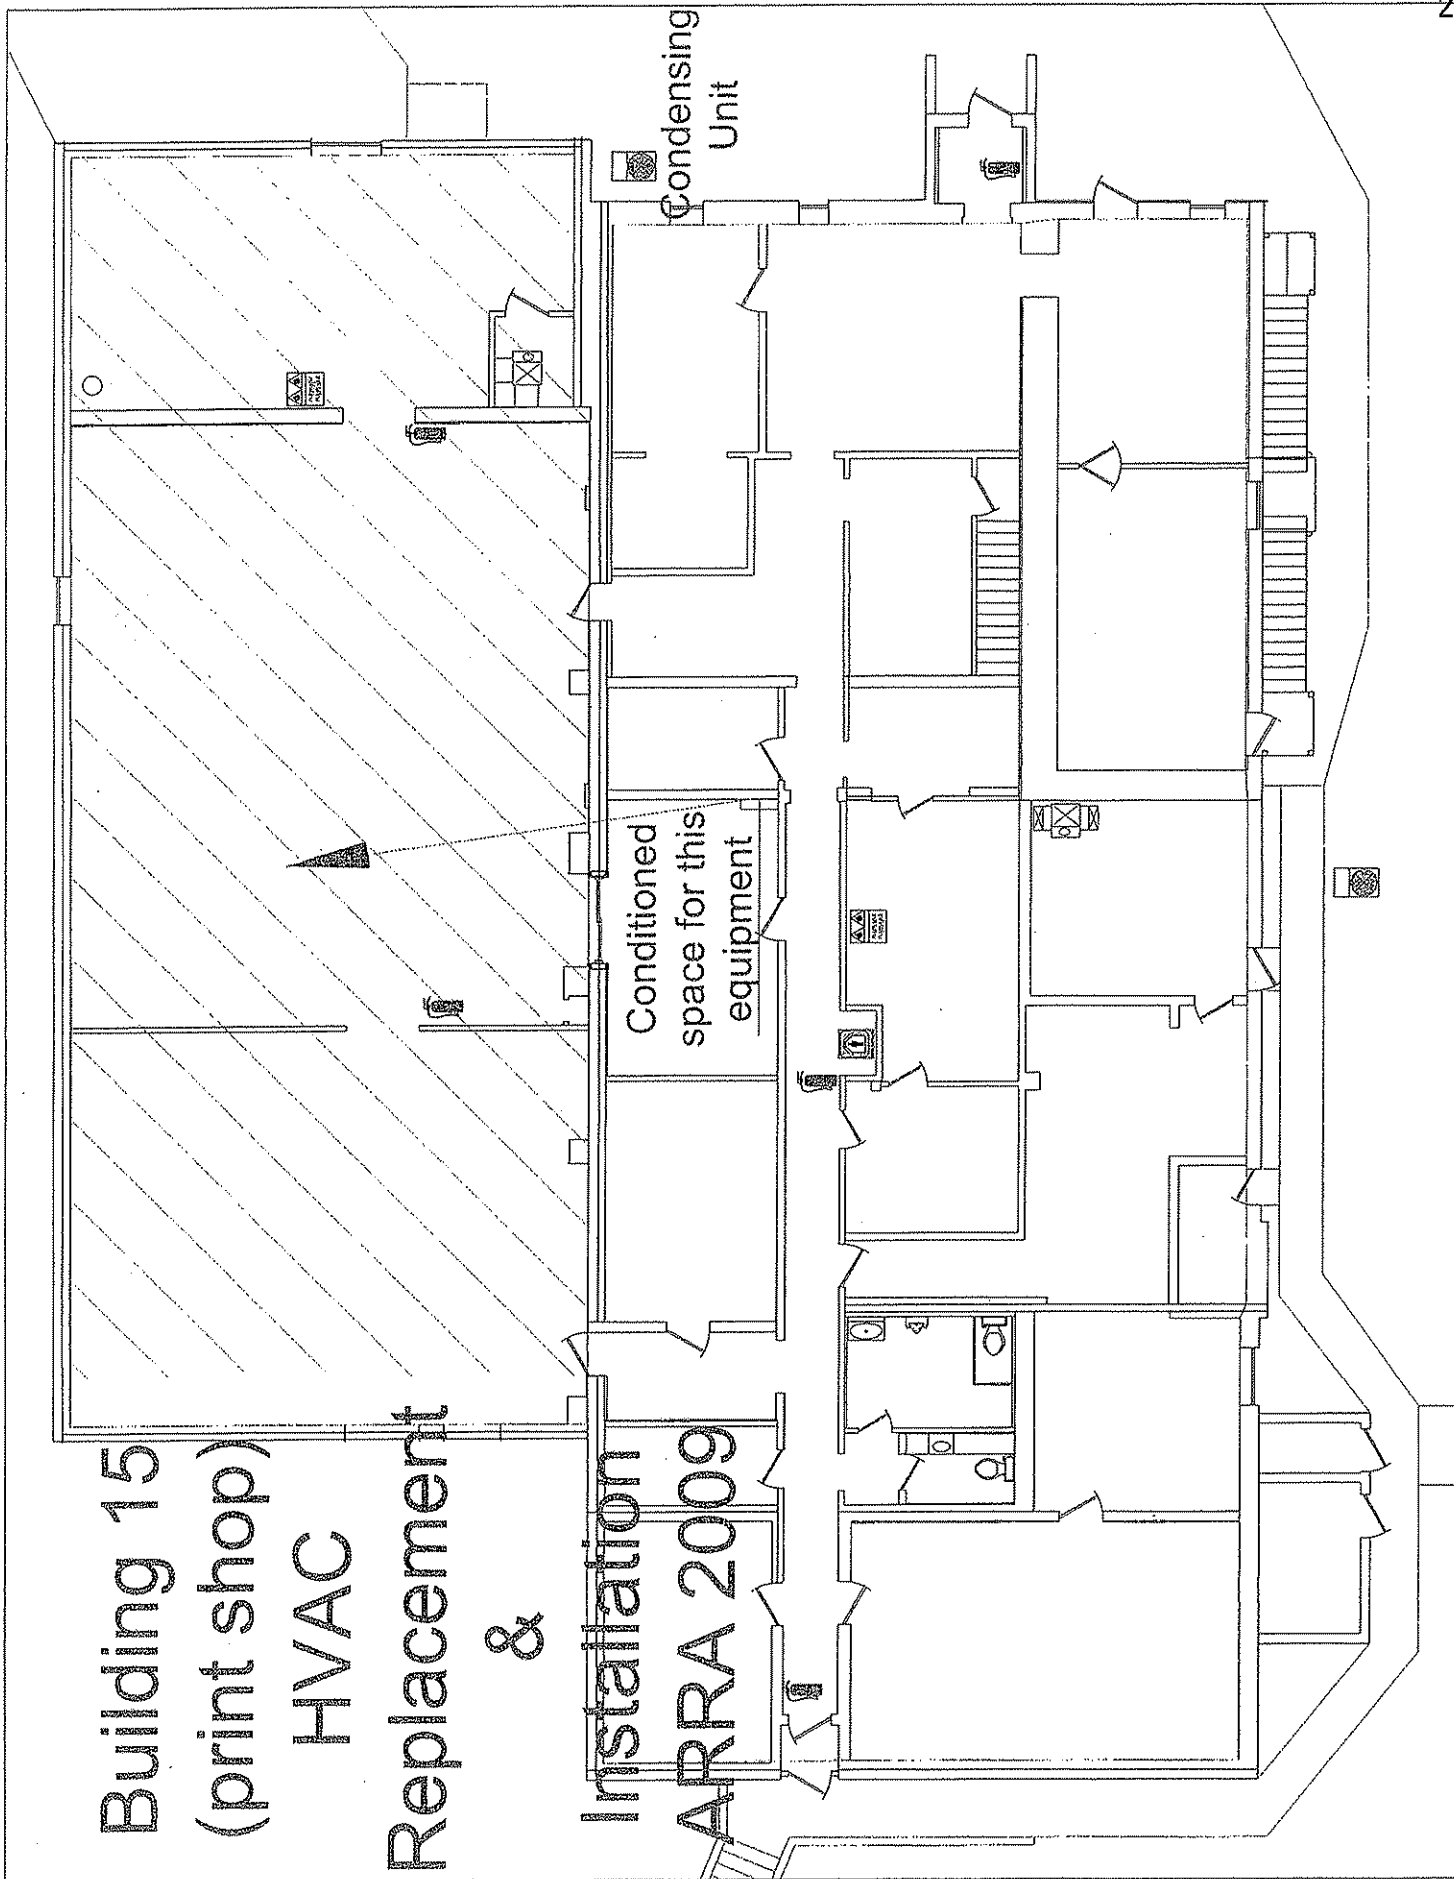 Building 15
(print shop)
HVAC
Replacement
&
Installation
ARRA 2009
Conditioned
space for this
equipment
Condensing
Unit